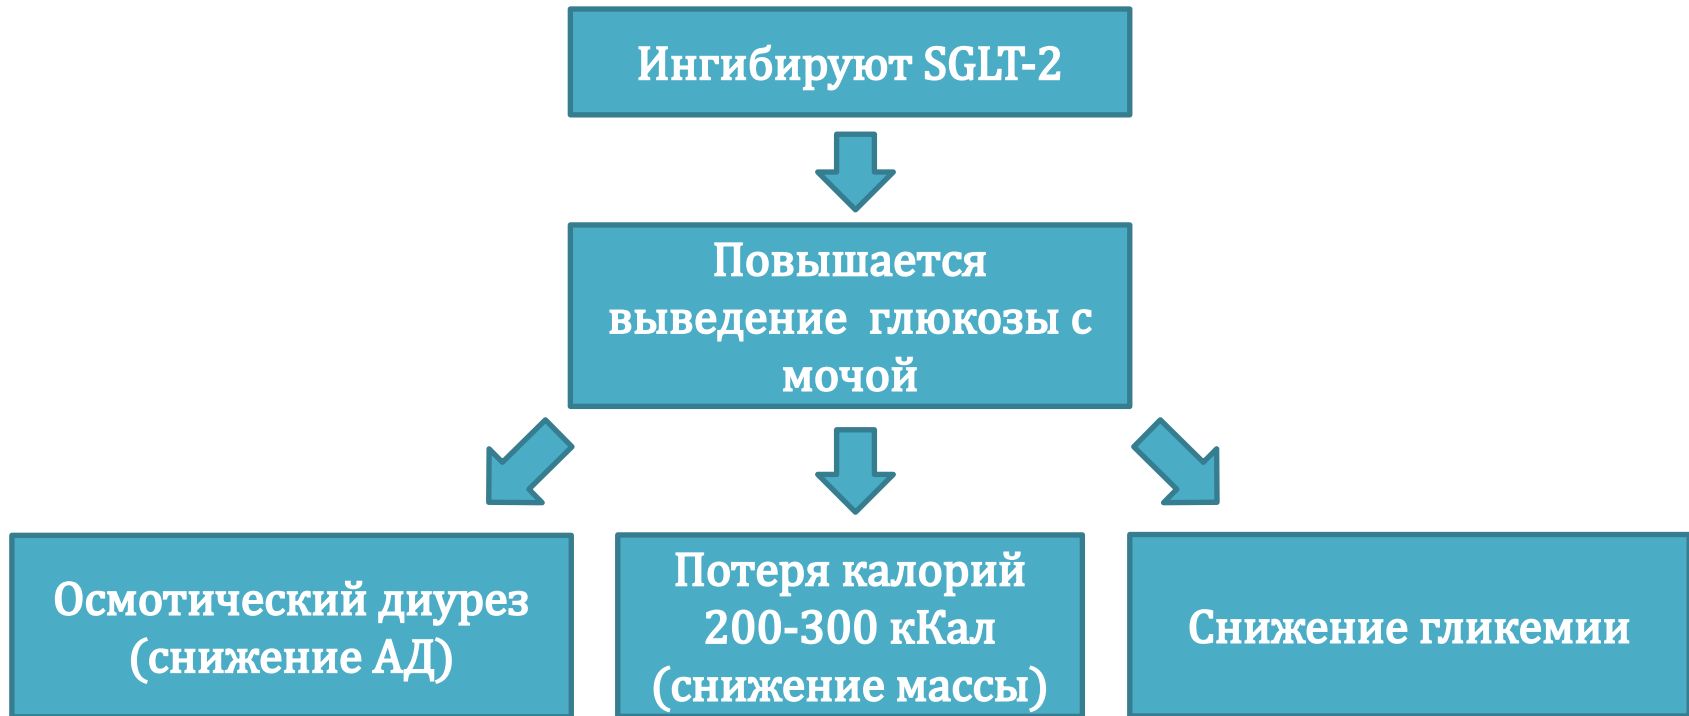 Ингибируют SGLT-2
Повышается
выведение глюкозы с
мочой
Осмотический диурез
(снижение АД)
Потеря калорий
200-300 кКал
(снижение массы)
Снижение гликемии